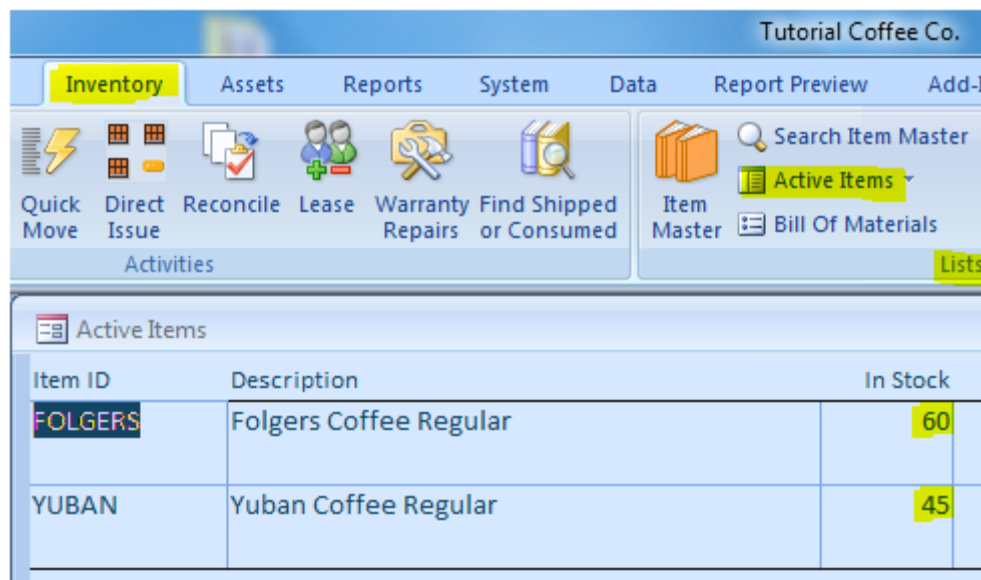 Tutorial Coffee Co.
Inventory Assets Reports System Data Report Preview
Quick Move
Direct Issue
Reconcile
Lease
Warranty Repairs
Find Shipped or Consumed
Activities
Item Master
Search Item Master
Active Items
Bill Of Materials
Lists
Active Items
Item ID Description In Stock
FOLGERS Folgers Coffee Regular 60
YUBAN Yuban Coffee Regular 45